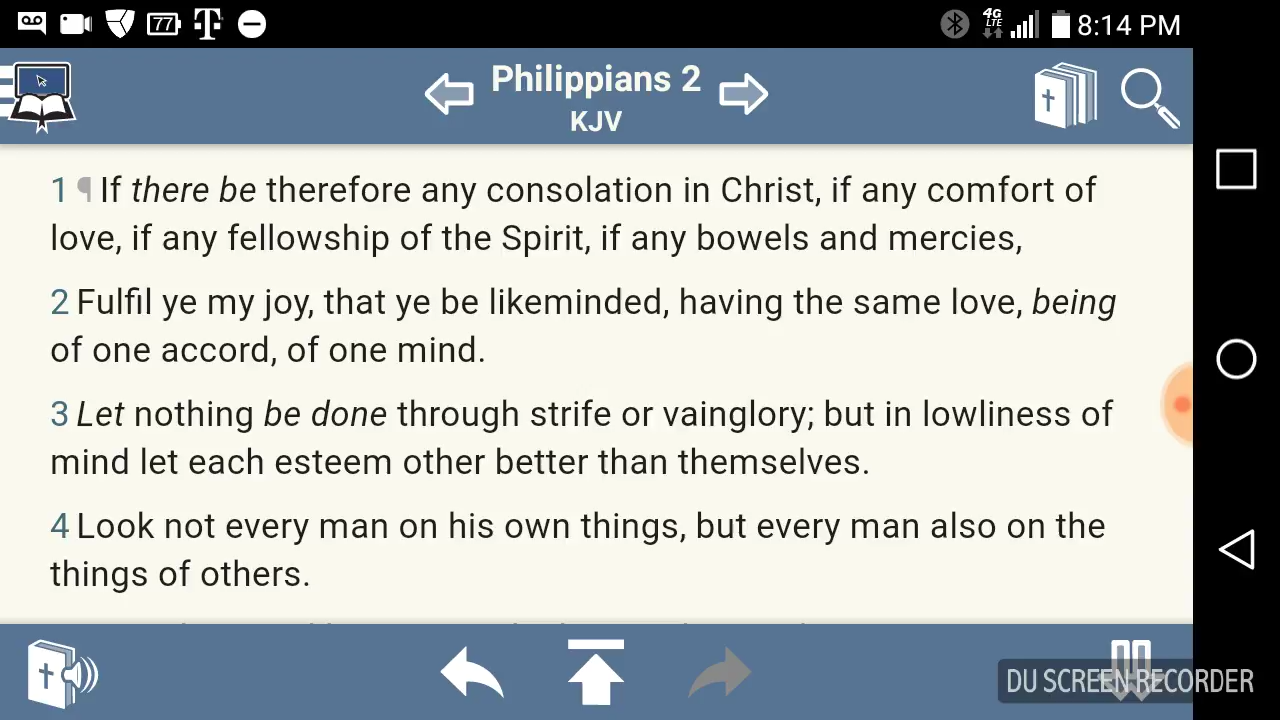 77 4G LTE 8:14 PM
Philippians 2
KJV
1 ¶ If there be therefore any consolation in Christ, if any comfort of
love, if any fellowship of the Spirit, if any bowels and mercies,
2 Fulfil ye my joy, that ye be likeminded, having the same love, being
of one accord, of one mind.
3 Let nothing be done through strife or vainglory; but in lowliness of
mind let each esteem other better than themselves.
4 Look not every man on his own things, but every man also on the
things of others.
DU SCREEN RECORDER